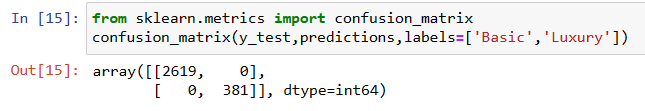 In [15]: from sklearn.metrics import confusion_matrix
confusion_matrix(y_test,predictions,labels=['Basic','Luxury'])
Out[15]: array([[2619,    0],
       [   0,  381]], dtype=int64)